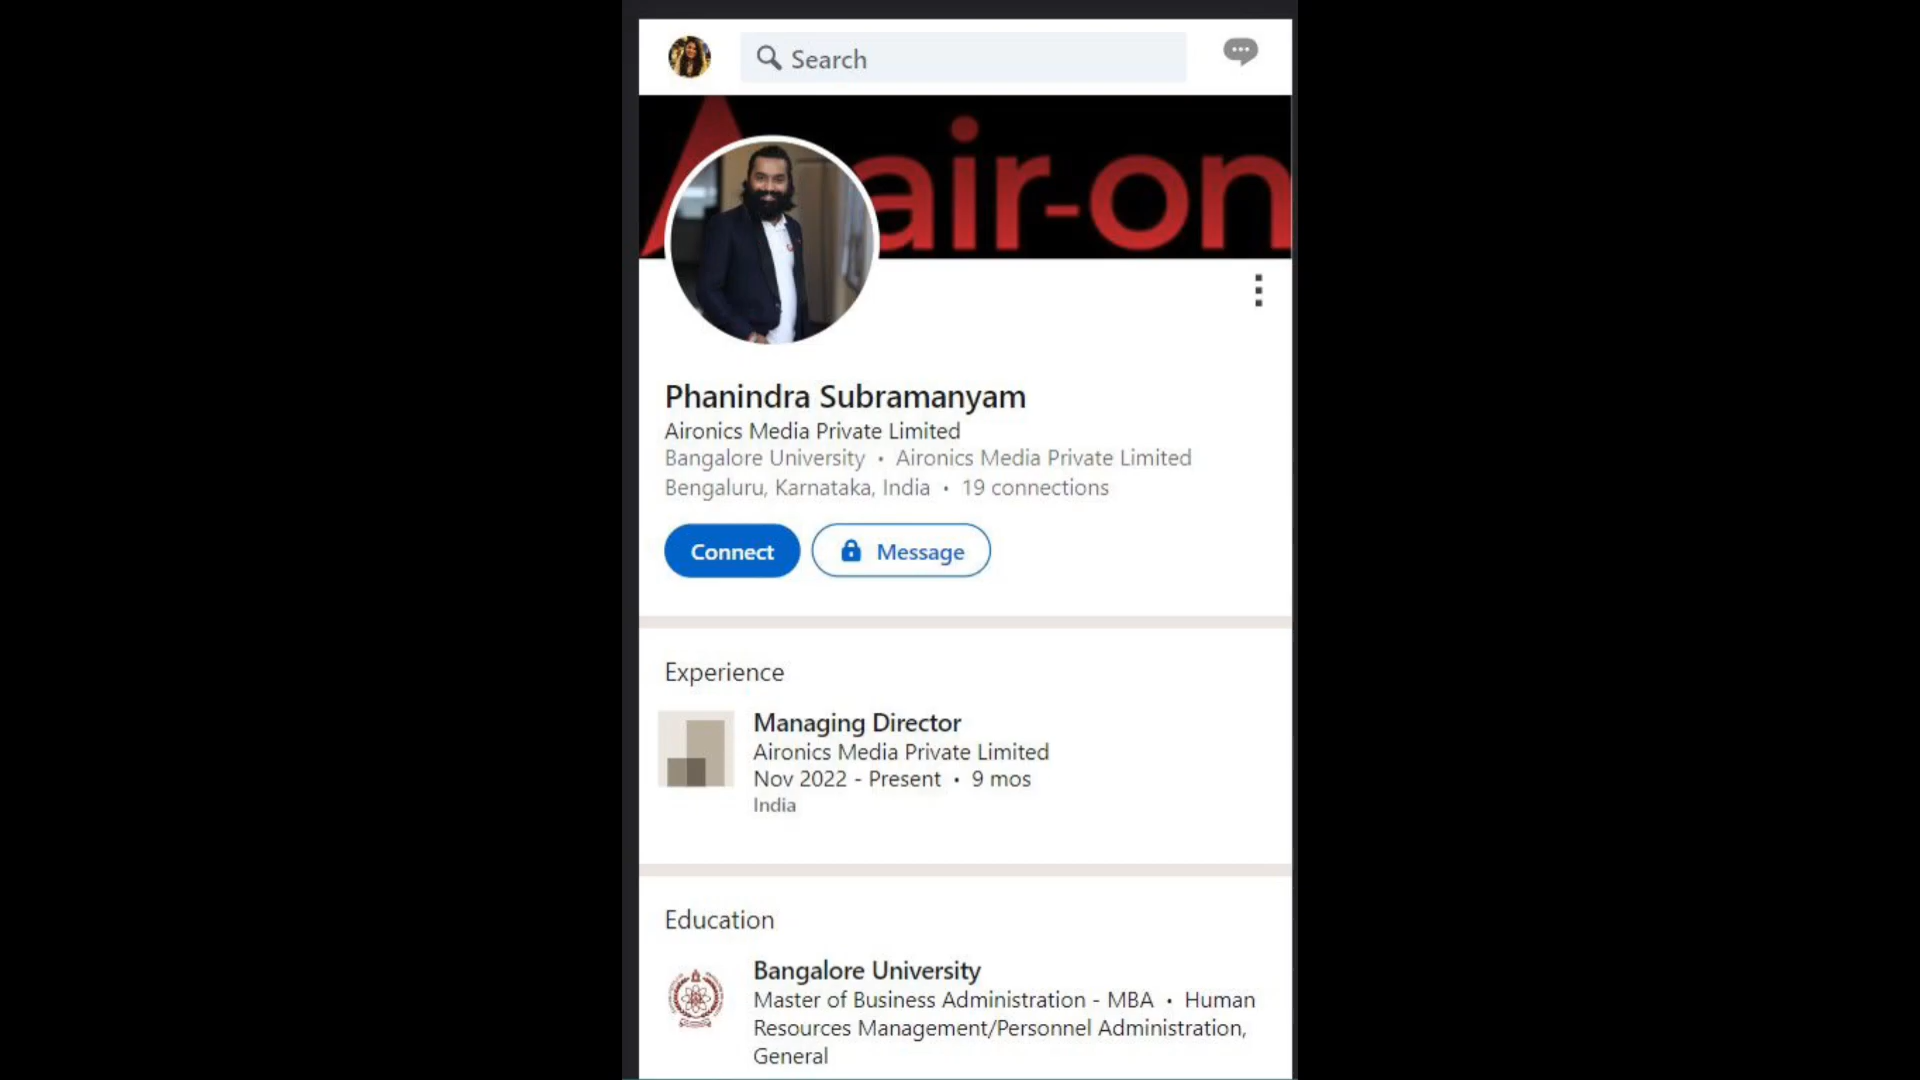 Search
air-on
Phanindra Subramanyam
Aironics Media Private Limited
Bangalore University • Aironics Media Private Limited
Bengaluru, Karnataka, India • 19 connections
Connect
Message
Experience
Managing Director
Aironics Media Private Limited
Nov 2022 - Present • 9 mos
India
Education
Bangalore University
Master of Business Administration - MBA • Human
Resources Management/Personnel Administration,
General